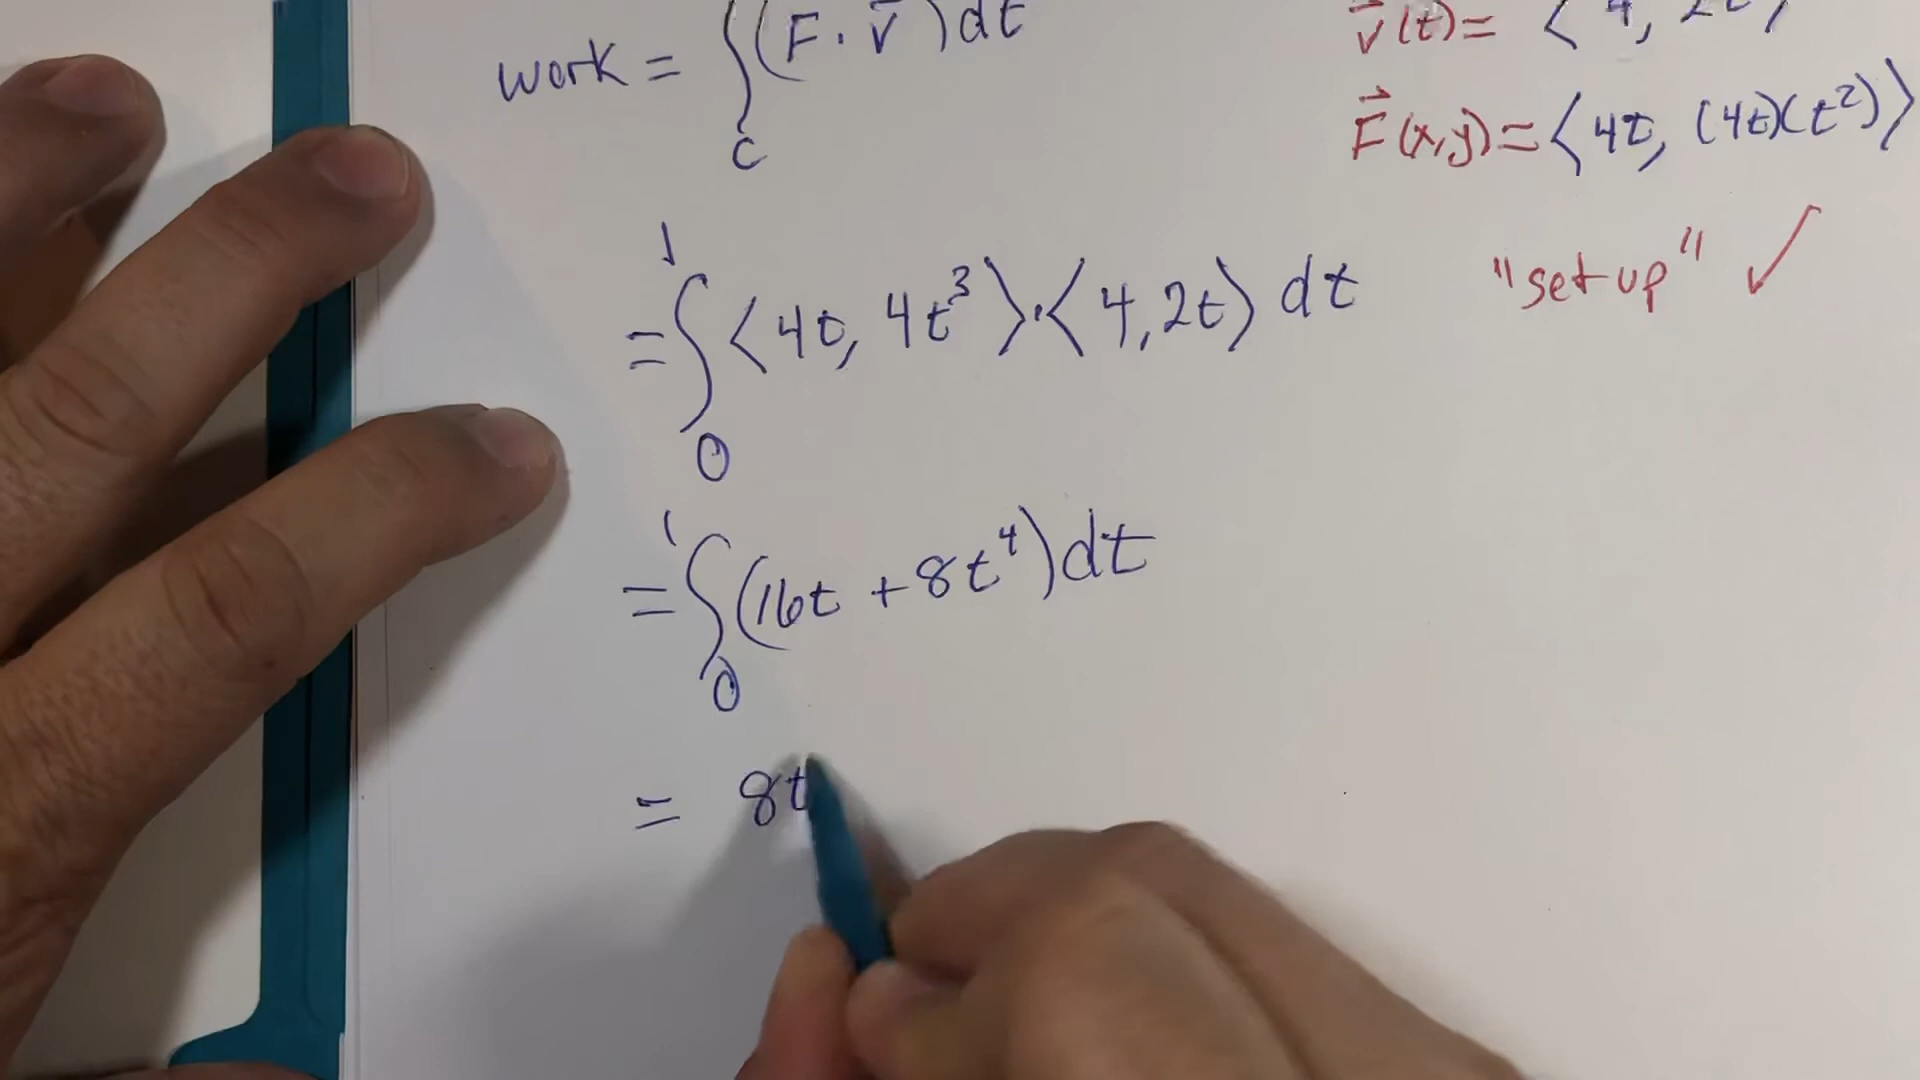 work = ∫_C (F · v⃗) dt
v⃗(t) = ⟨4, 2t⟩
F⃗(x,y) = ⟨4t, (4t)(t²)⟩
= ∫_0^1 ⟨4t, 4t³⟩·⟨4, 2t⟩ dt
"set up" ✓
= ∫_0^1 (16t + 8t⁴) dt
= 8t